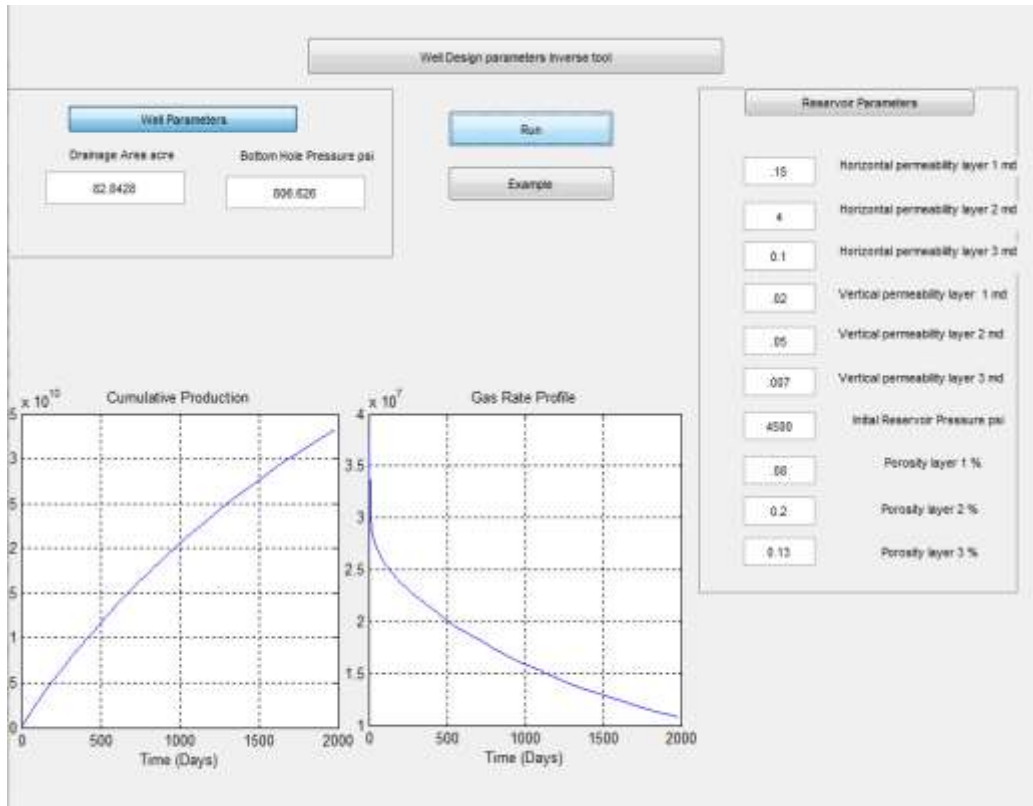 Well Design parameters Inverse tool
Well Parameters
Drainage Area acre
Bottom Hole Pressure psi
82.8428
806.626
Run
Example
Reservoir Parameters
.15 Horizontal permeability layer 1 md
4 Horizontal permeability layer 2 md
0.1 Horizontal permeability layer 3 md
.02 Vertical permeability layer 1 md
.05 Vertical permeability layer 2 md
.007 Vertical permeability layer 3 md
4500 Initial Reservoir Pressure psi
.08 Porosity layer 1 %
0.2 Porosity layer 2 %
0.13 Porosity layer 3 %
x 10^10
Cumulative Production
5
3
5
2
5
1
5
0
0 500 1000 1500 2000
Time (Days)
x 10^7
Gas Rate Profile
4
3.5
3
2.5
2
1.5
1
0 500 1000 1500 2000
Time (Days)